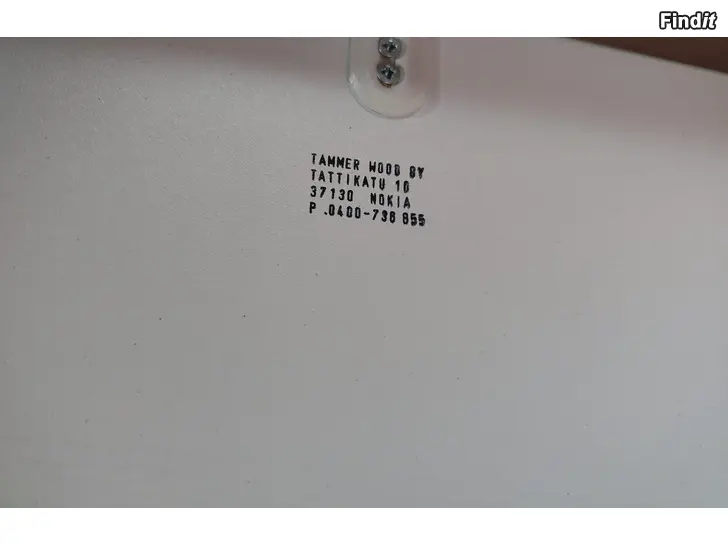 Findit
TAMMER WOOD OY
TATTIKATU 10
37130 NOKIA
P .0400-738 855